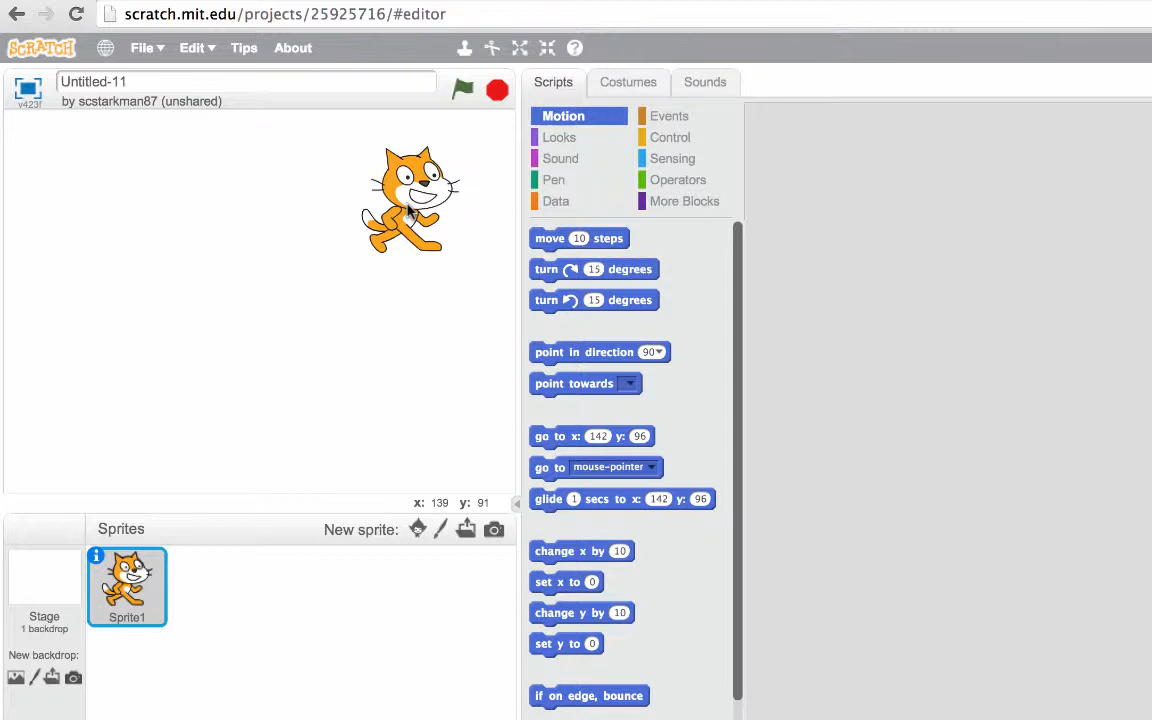 scratch.mit.edu/projects/25925716/#editor
SCRATCH File Edit Tips About
Untitled-11
v423f
by scstarkman87 (unshared)
Scripts Costumes Sounds
Motion Events
Looks Control
Sound Sensing
Pen Operators
Data More Blocks
move 10 steps
turn 15 degrees
turn 15 degrees
point in direction 90
point towards
go to x: 142 y: 96
go to mouse-pointer
glide 1 secs to x: 142 y: 96
change x by 10
set x to 0
change y by 10
set y to 0
if on edge, bounce
x: 139 y: 91
Sprites New sprite:
Sprite1
Stage
1 backdrop
New backdrop: